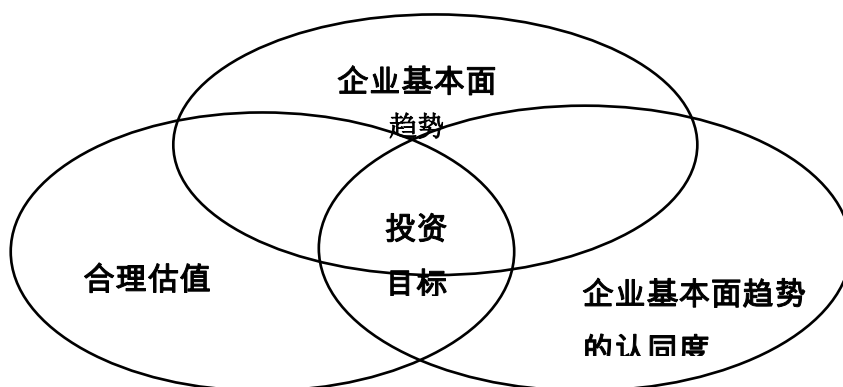 企业基本面
趋势
投资
目标
合理估值
企业基本面趋势
的认同度